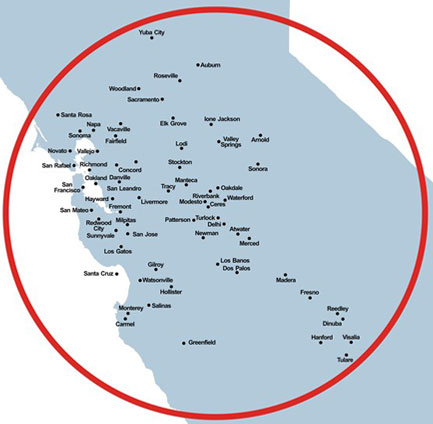 Yuba City
Auburn
Roseville
Woodland
Sacramento
Santa Rosa
Napa
Sonoma
Vacaville
Fairfield
Elk Grove
Ione Jackson
Valley
Springs
Arnold
Lodi
Novato
Vallejo
San Rafael
Richmond
Concord
Stockton
Sonora
Oakland
Danville
San
Francisco
San Leandro
Manteca
Tracy
Oakdale
Riverbank
Waterford
Hayward
Livermore
Modesto
Ceres
San Mateo
Fremont
Turlock
Patterson
Delhi
Redwood
City
Milpitas
Sunnyvale
San Jose
Newman
Atwater
Merced
Los Gatos
Los Banos
Gilroy
Dos Palos
Santa Cruz
Watsonville
Madera
Hollister
Fresno
Salinas
Monterey
Carmel
Reedley
Dinuba
Greenfield
Hanford
Visalia
Tulare